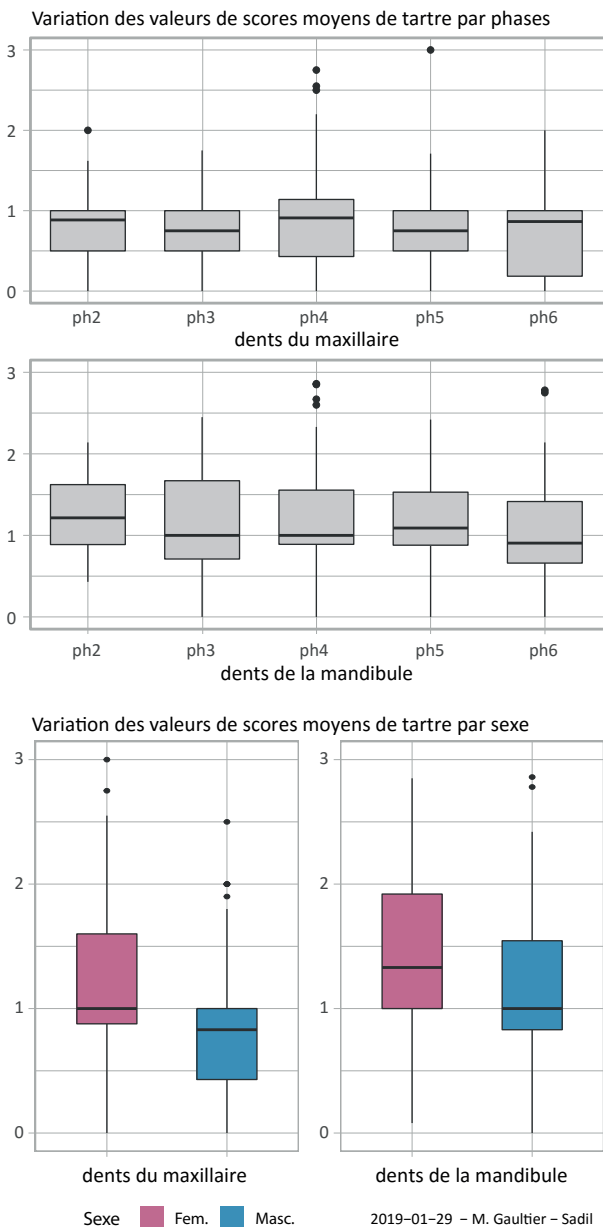 Variation des valeurs de scores moyens de tartre par phases
3
2
1
0
ph2 ph3 ph4 ph5 ph6
dents du maxillaire
3
2
1
0
ph2 ph3 ph4 ph5 ph6
dents de la mandibule
Variation des valeurs de scores moyens de tartre par sexe
3 3
2 2
1 1
0 0
dents du maxillaire dents de la mandibule
Sexe Fem. Masc. 2019-01-29 - M. Gaultier - Sadil